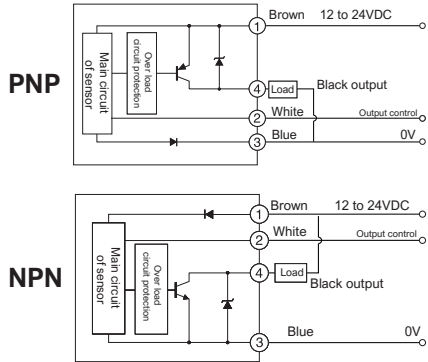 PNP
Main circuit
of sensor
Over load
circuit protection
1
Brown
12 to 24VDC
4
Load
Black output
2
White
Output control
3
Blue
0V
NPN
Main circuit
of sensor
Over load
circuit protection
1
Brown
12 to 24VDC
2
White
Output control
4
Load
Black output
3
Blue
0V